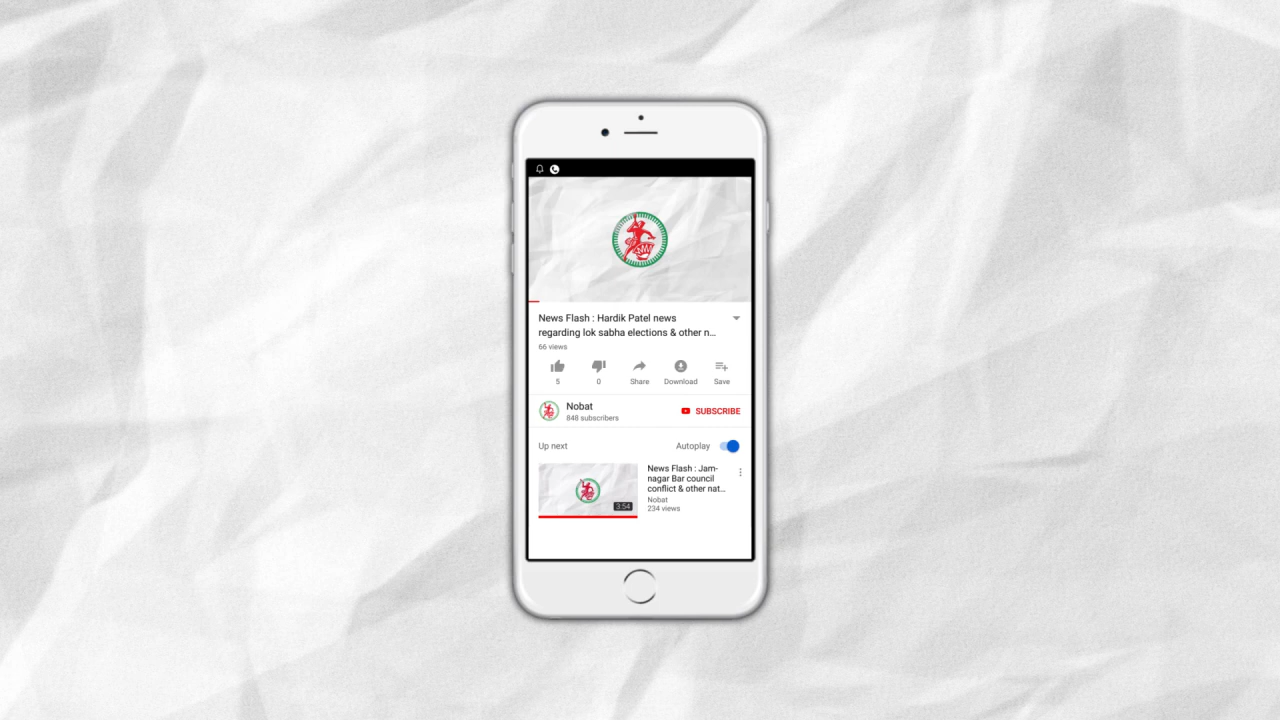 News Flash : Hardik Patel news
regarding lok sabha elections & other n...
66 views
5
0
Share
Download
Save
Nobat
848 subscribers
SUBSCRIBE
Up next
Autoplay
News Flash : Jam-
nagar Bar council
conflict & other nat...
Nobat
234 views
3:54